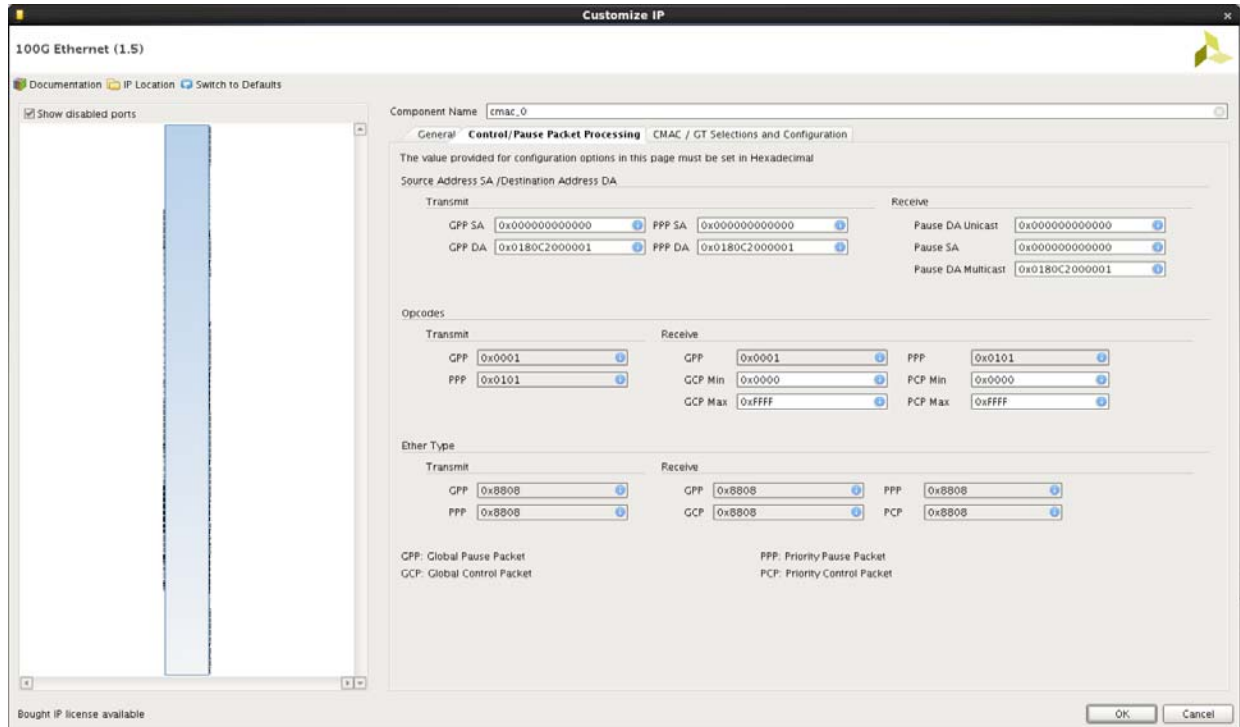 Customize IP
100G Ethernet (1.5)
Documentation IP Location Switch to Defaults
Show disabled ports
Component Name cmac_0
General Control/Pause Packet Processing CMAC / GT Selections and Configuration
The value provided for configuration options in this page must be set in Hexadecimal
Source Address SA /Destination Address DA
Transmit Receive
GPP SA 0x000000000000 PPP SA 0x000000000000 Pause DA Unicast 0x000000000000
GPP DA 0x0180C2000001 PPP DA 0x0180C2000001 Pause SA 0x000000000000
Pause DA Multicast 0x0180C2000001
Opcodes
Transmit Receive
GPP 0x0001 GPP 0x0001 PPP 0x0101
PPP 0x0101 GCP Min 0x0000 PCP Min 0x0000
GCP Max 0xFFFF PCP Max 0xFFFF
Ether Type
Transmit Receive
GPP 0x8808 GPP 0x8808 PPP 0x8808
PPP 0x8808 GCP 0x8808 PCP 0x8808
GPP: Global Pause Packet PPP: Priority Pause Packet
GCP: Global Control Packet PCP: Priority Control Packet
Bought IP license available OK Cancel